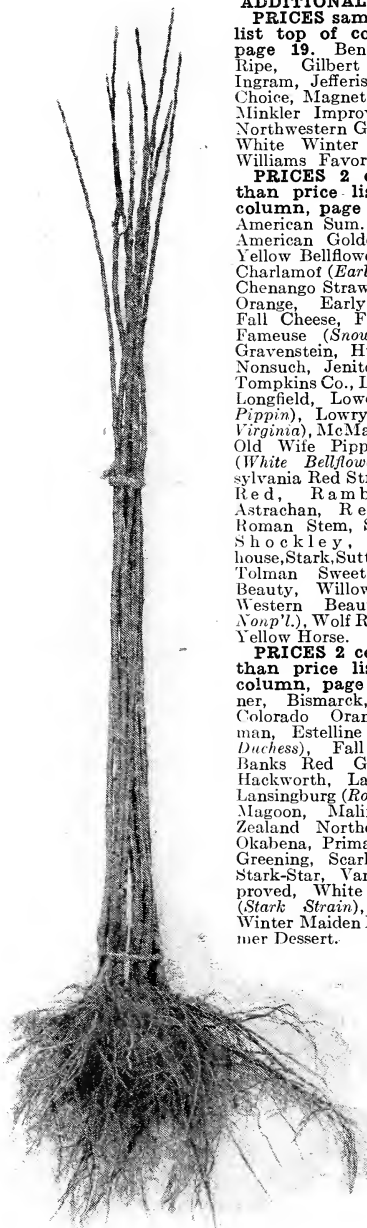 ADDITIONAL
PRICES sam
list top of co
page 19. Ben
Ripe, Gilbert
Ingram, Jefferis
Choice, Magnet
Minkler Improv
Northwestern G
White Winter
Williams Favor
PRICES 2 c
than price lis
column, page
American Sum.
American Golde
Yellow Bellflowe
Charlamof (Earl
Chenango Straw
Orange, Early
Fall Cheese, F
Fameuse (Snow
Gravenstein, H
Nonsuch, Jenite
Tompkins Co., L
Longfield, Lowe
Pippin), Lowry
Virginia), McMa
Old Wife Pipp
(White Bellflow
sylvania Red Str
Red, Ramb
Astrachan, Re
Roman Stem, S
Shockley,
house, Stark, Sutt
Tolman Sweet
Beauty, Willow
Western Beau
Nonp'l.), Wolf R
Yellow Horse.
PRICES 2 ce
than price lis
column, page
ner, Bismarck,
Colorado Oran
man, Estelline
Duchess), Fall
Banks Red G
Hackworth, La
Lansingburg (Ro
Magoon, Mali
Zealand Northe
Okabena, Prima
Greening, Scarl
Stark-Star, Van
proved, White
(Stark Strain),
Winter Maiden
mer Dessert.